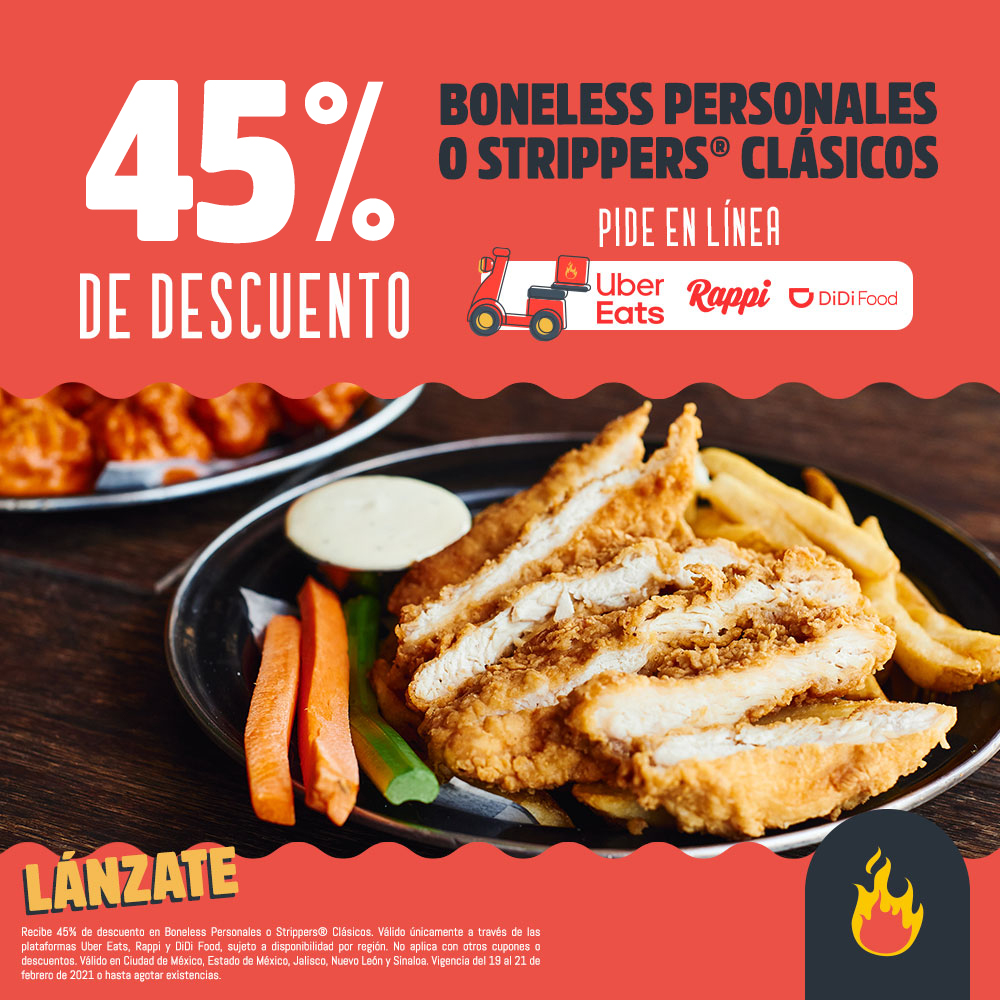 45%
DE DESCUENTO
BONELESS PERSONALES
O STRIPPERS® CLÁSICOS
PIDE EN LÍNEA
Uber
Eats
Rappi
DiDi Food
LÁNZATE
Recibe 45% de descuento en Boneless Personales o Strippers® Clásicos. Válido únicamente a través de las
plataformas Uber Eats, Rappi y DiDi Food, sujeto a disponibilidad por región. No aplica con otros cupones o
descuentos. Válido en Ciudad de México, Estado de México, Jalisco, Nuevo León y Sinaloa. Vigencia del 19 al 21 de
febrero de 2021 o hasta agotar existencias.